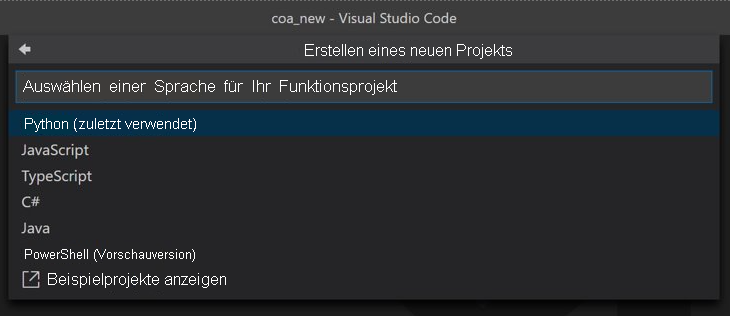 coa_new - Visual Studio Code
Erstellen eines neuen Projekts
Auswählen einer Sprache für Ihr Funktionsprojekt
Python (zuletzt verwendet)
JavaScript
TypeScript
C#
Java
PowerShell (Vorschauversion)
Beispielprojekte anzeigen